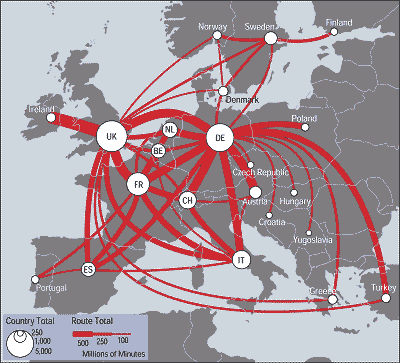 Norway
Sweden
Finland
Denmark
Ireland
UK
NL
DE
Poland
BE
Czech Republic
FR
CH
Austria
Hungary
Croatia
Yugoslavia
IT
ES
Portugal
Greece
Turkey
Country Total
250
1,000
5,000
Route Total
500 250 100
Millions of Minutes